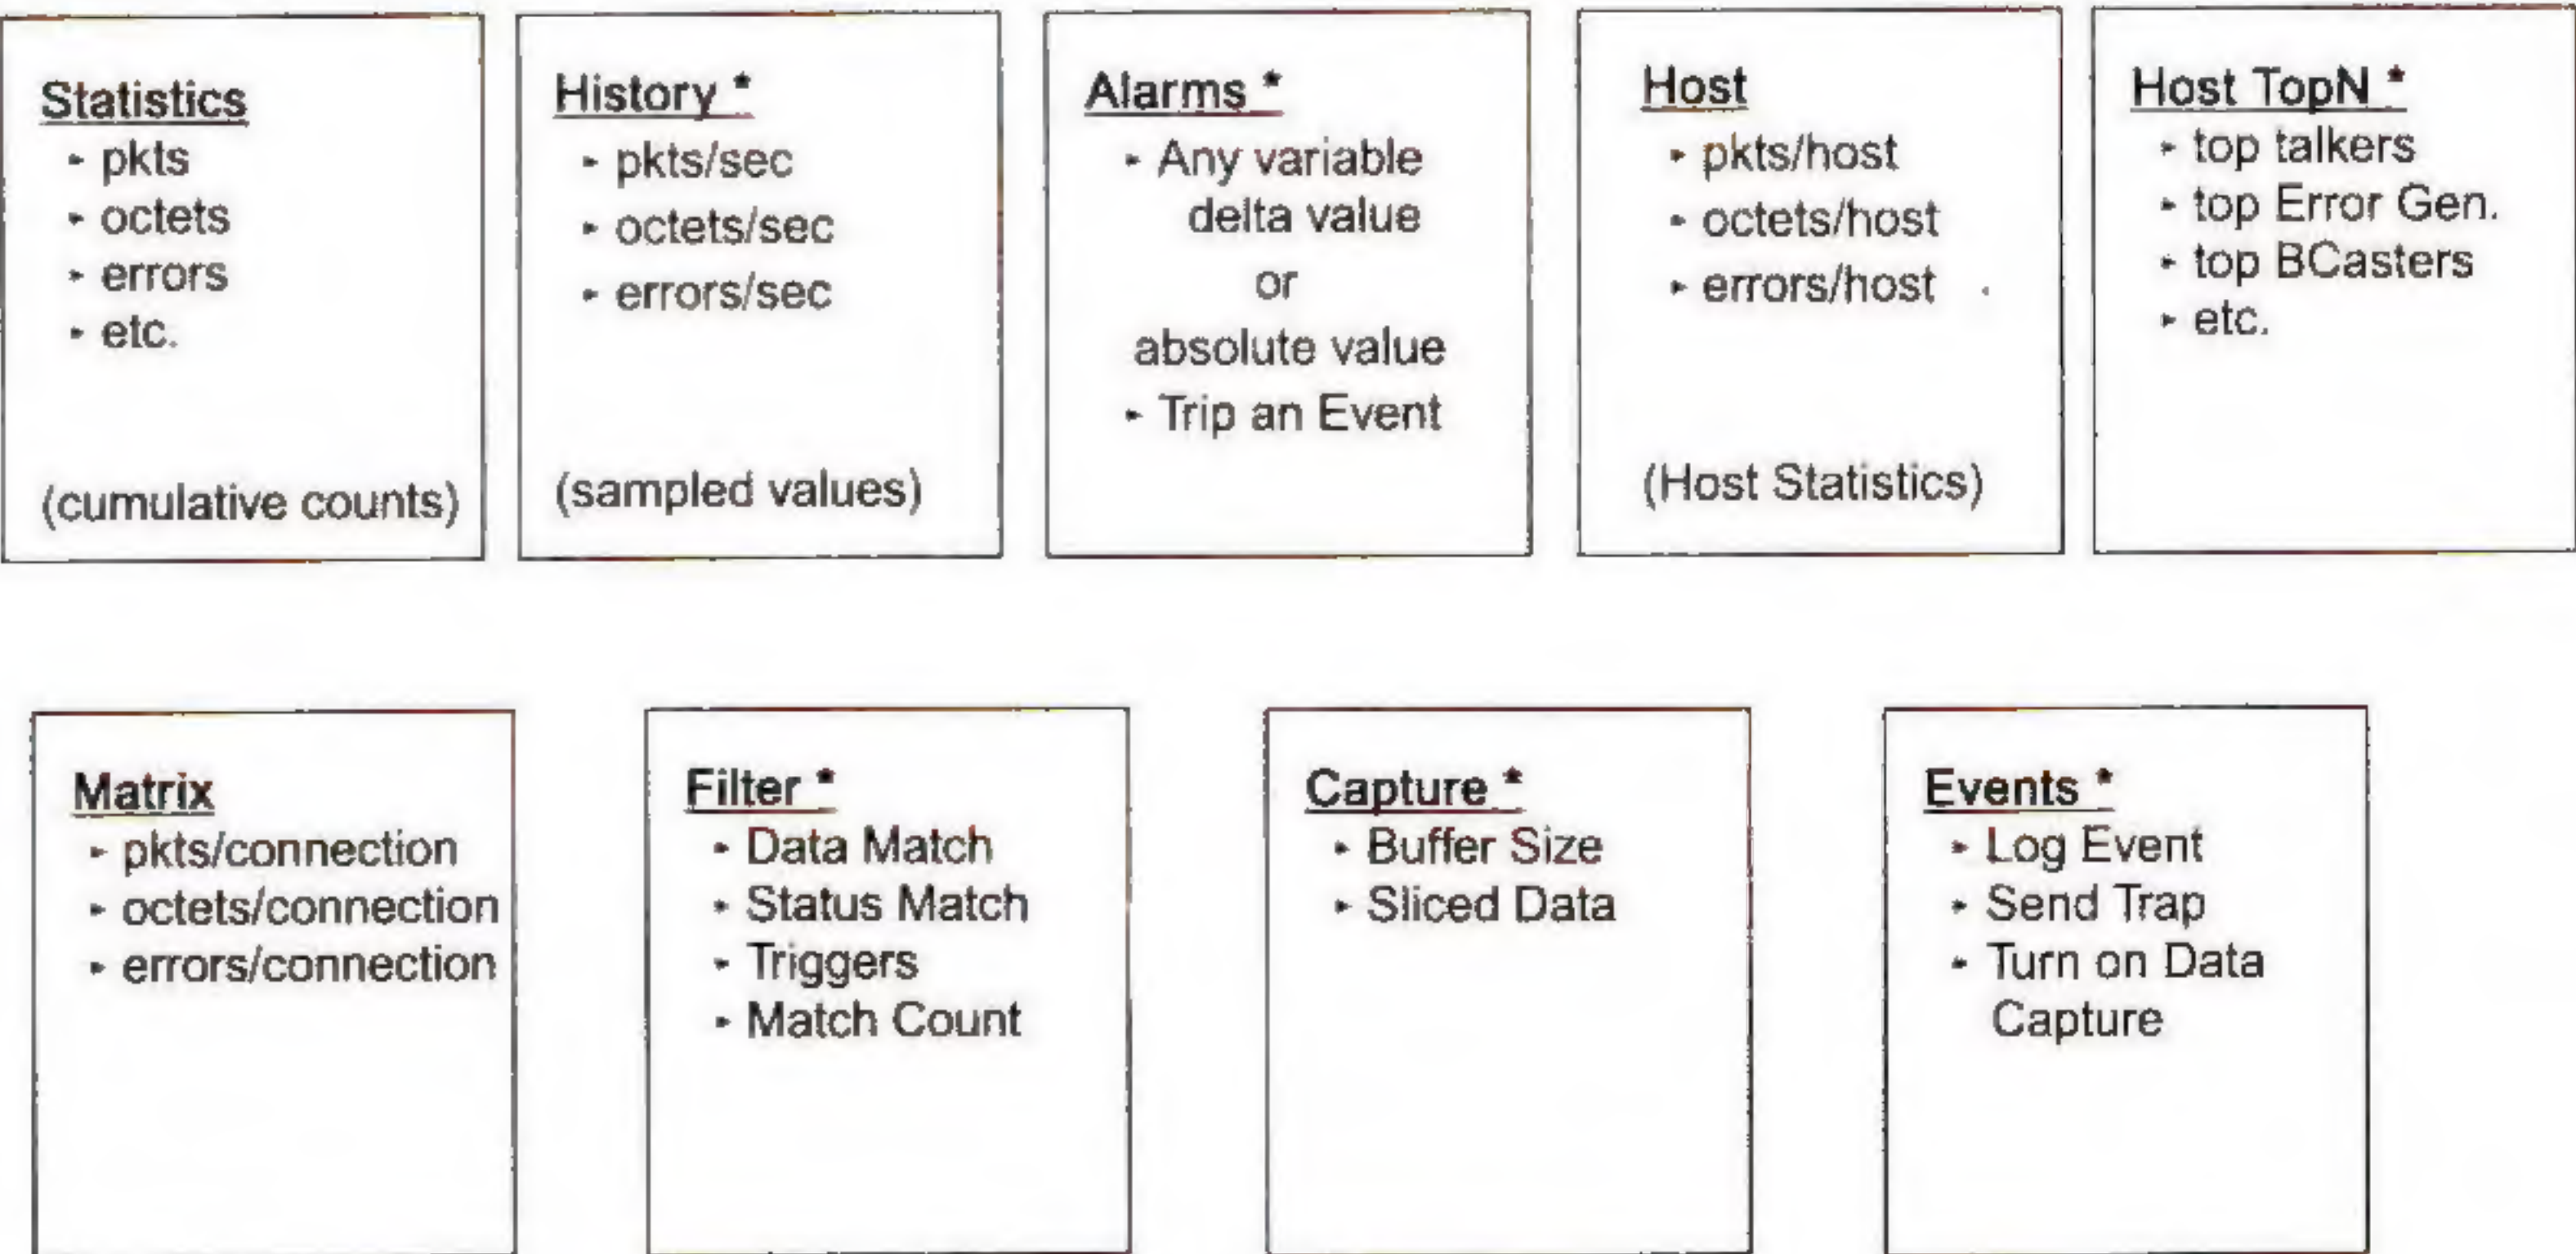 Statistics
‣ pkts
‣ octets
‣ errors
‣ etc.
(cumulative counts)
History *
‣ pkts/sec
‣ octets/sec
‣ errors/sec
(sampled values)
Alarms *
‣ Any variable
delta value
or
absolute value
‣ Trip an Event
Host
‣ pkts/host
‣ octets/host
‣ errors/host
(Host Statistics)
Host TopN *
‣ top talkers
‣ top Error Gen.
‣ top BCasters
‣ etc.
Matrix
‣ pkts/connection
‣ octets/connection
‣ errors/connection
Filter *
‣ Data Match
‣ Status Match
‣ Triggers
‣ Match Count
Capture *
‣ Buffer Size
‣ Sliced Data
Events *
‣ Log Event
‣ Send Trap
‣ Turn on Data
Capture